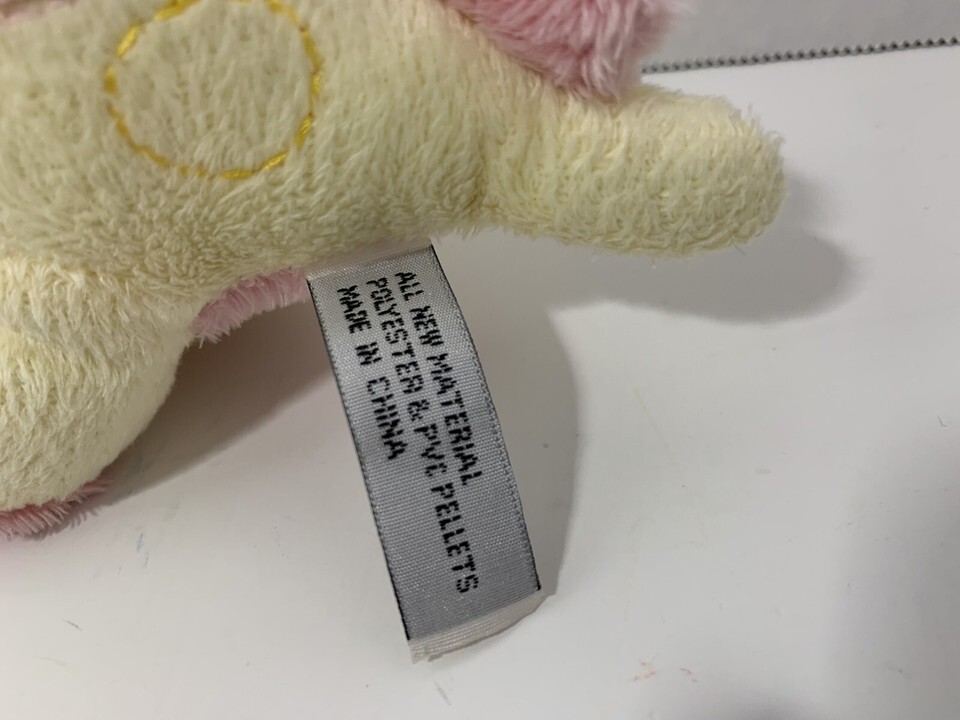 ALL NEW MATERIAL
POLYESTER & PVC PELLETS
MADE IN CHINA